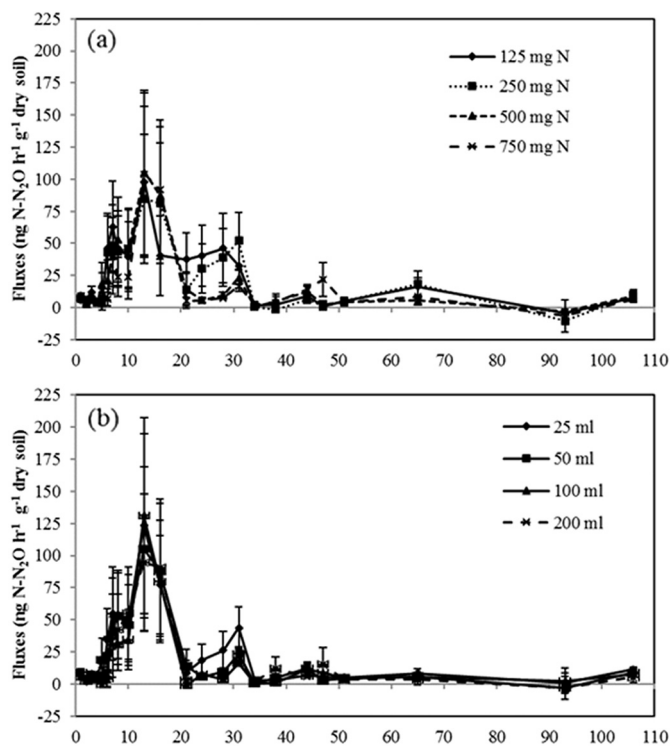 (a)
Fluxes (ng N-N₂O hr⁻¹ g⁻¹ dry soil)
225
200
175
150
125
100
75
50
25
0
-25
125 mg N
250 mg N
500 mg N
750 mg N
0 10 20 30 40 50 60 70 80 90 100 110
(b)
Fluxes (ng N-N₂O hr⁻¹ g⁻¹ dry soil)
225
200
175
150
125
100
75
50
25
0
-25
25 ml
50 ml
100 ml
200 ml
0 10 20 30 40 50 60 70 80 90 100 110